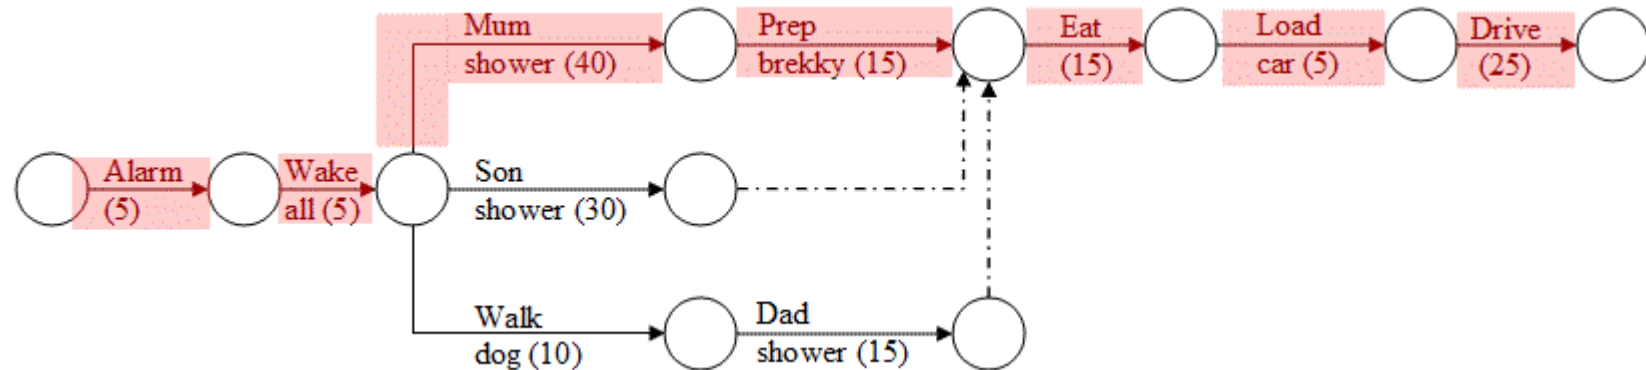 Mum
shower (40)
Prep
brekky (15)
Eat
(15)
Load
car (5)
Drive
(25)
Alarm
(5)
Wake
all (5)
Son
shower (30)
Walk
dog (10)
Dad
shower (15)